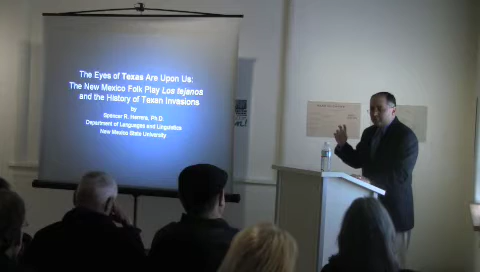 The Eyes of Texas Are Upon Us:
The New Mexico Folk Play Los tejanos
and the History of Texan Invasions
by
Spencer R. Herrera, Ph.D.
Department of Languages and Linguistics
New Mexico State University